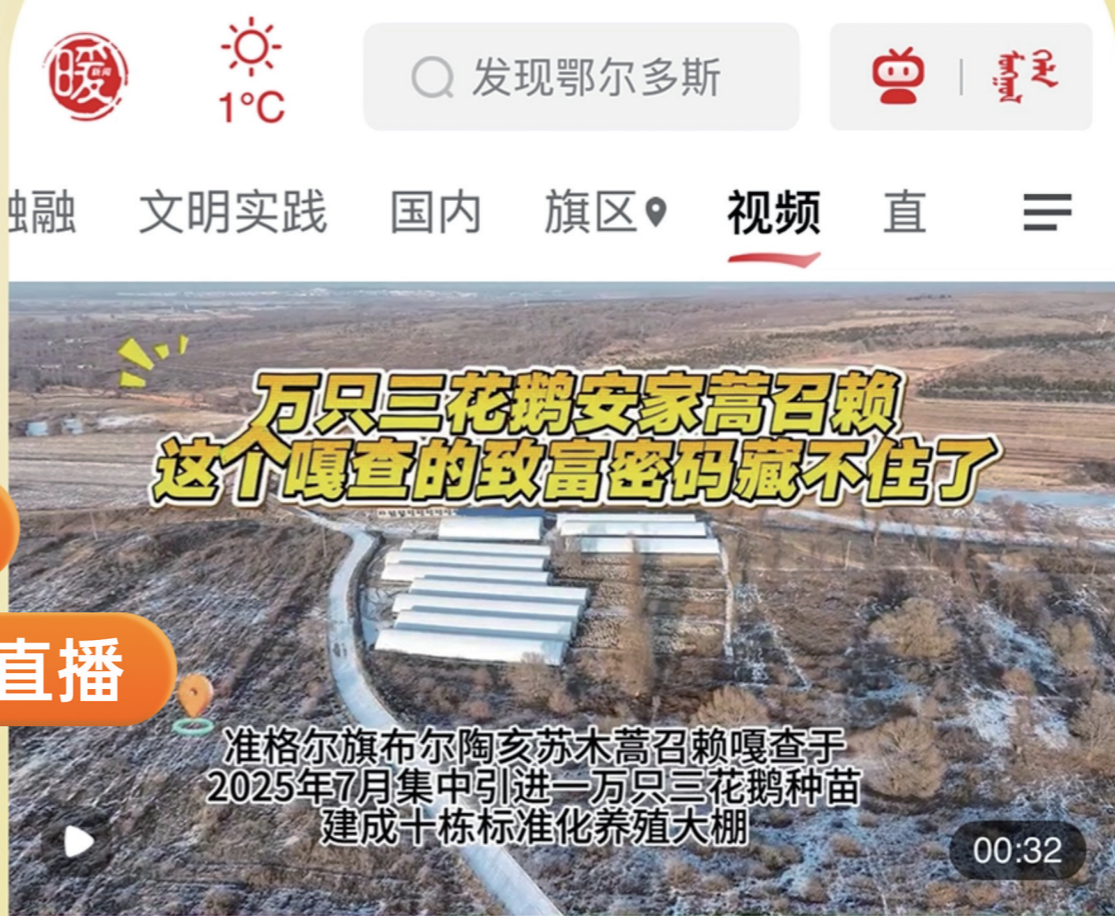 暖 新闻
1°C
发现鄂尔多斯
融
文明实践
国内
旗区
视频
直
万只三花鹅安家蒿召赖
这个嘎查的致富密码藏不住了
直播
准格尔旗布尔陶亥苏木蒿召赖嘎查于
2025年7月集中引进一万只三花鹅种苗
建成十栋标准化养殖大棚
00:32